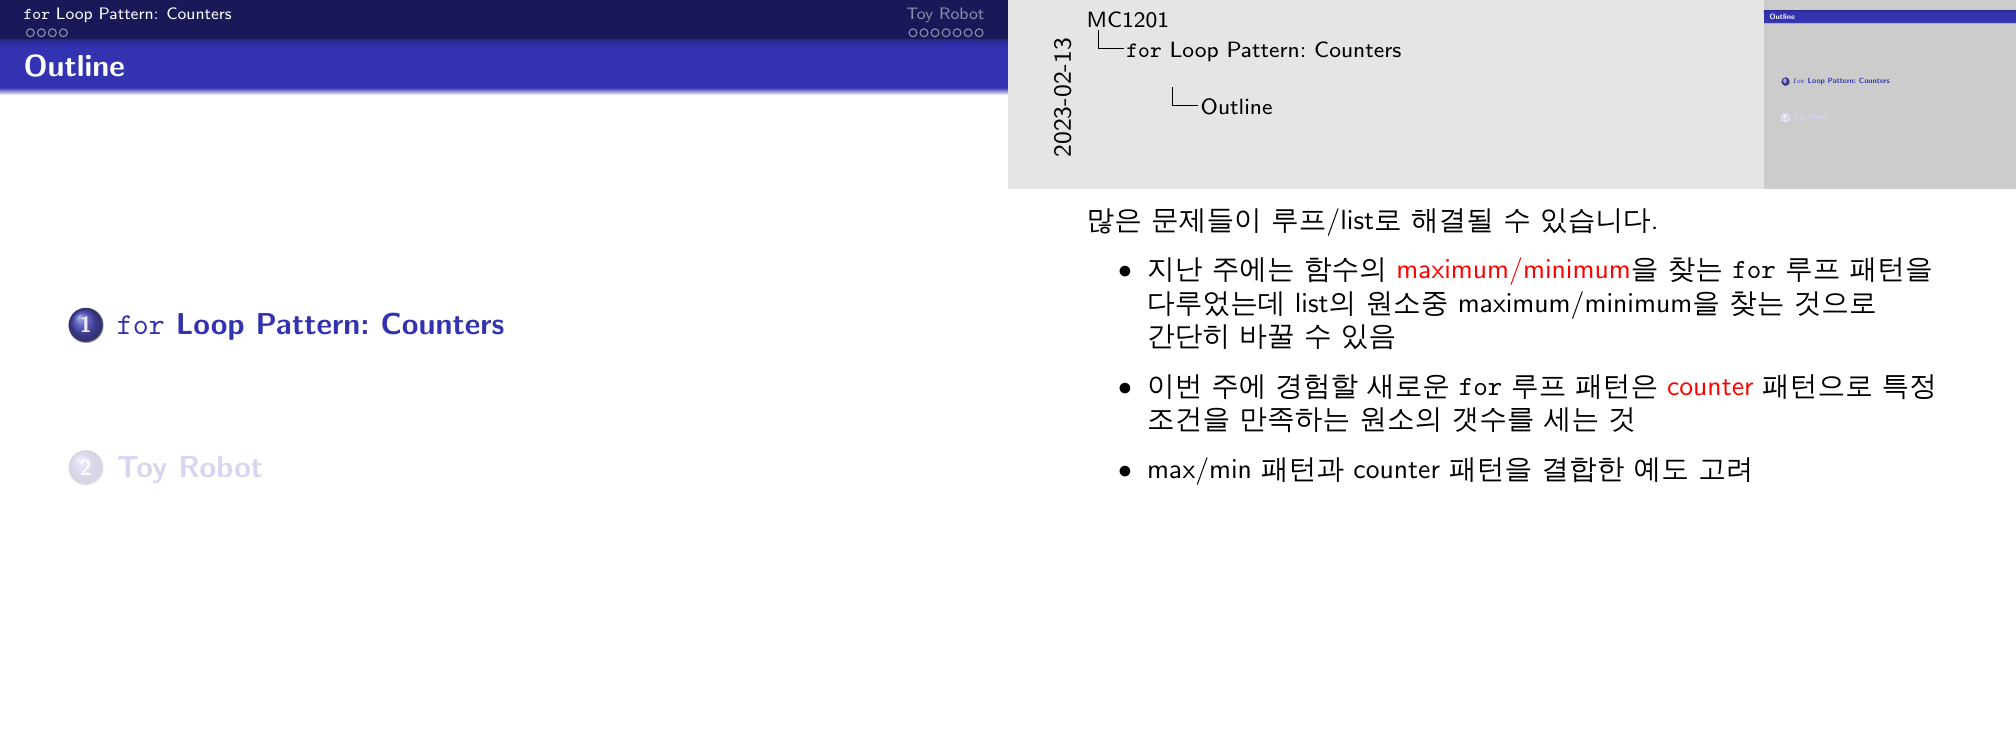 for Loop Pattern: Counters
Toy Robot
Outline
1 for Loop Pattern: Counters
2 Toy Robot
2023-02-13
MC1201
for Loop Pattern: Counters
Outline
Outline
1 for Loop Pattern: Counters
2 Toy Robot
많은 문제들이 루프/list로 해결될 수 있습니다.
• 지난 주에는 함수의 maximum/minimum을 찾는 for 루프 패턴을
다루었는데 list의 원소중 maximum/minimum을 찾는 것으로
간단히 바꿀 수 있음
• 이번 주에 경험할 새로운 for 루프 패턴은 counter 패턴으로 특정
조건을 만족하는 원소의 갯수를 세는 것
• max/min 패턴과 counter 패턴을 결합한 예도 고려